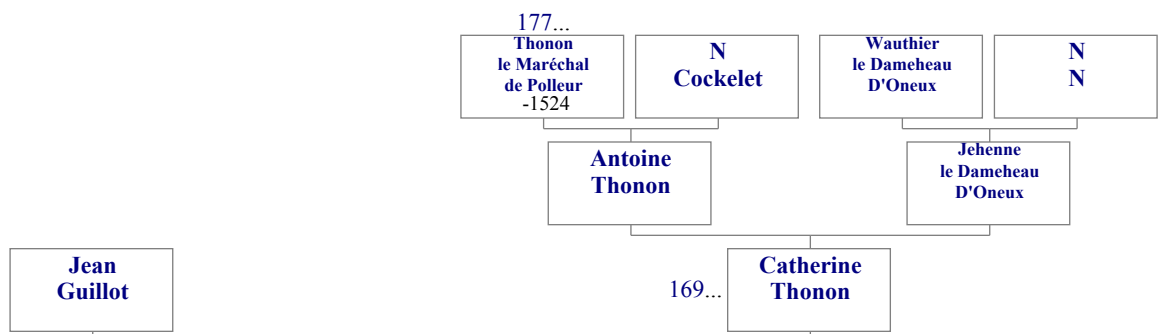 177...
Thonon
le Maréchal
de Polleur
-1524
N
Cockelet
Wauthier
le Dameheau
D'Oneux
N
N
Antoine
Thonon
Jehenne
le Dameheau
D'Oneux
Jean
Guillot
169...
Catherine
Thonon